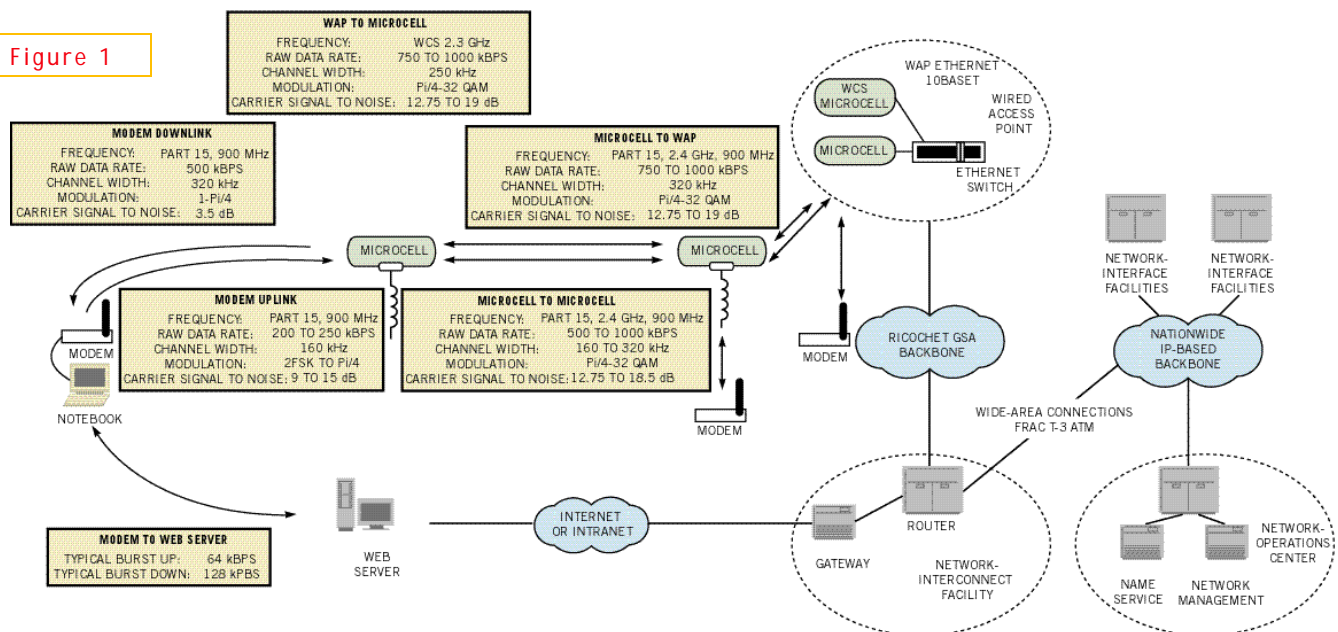 Figure 1
WAP TO MICROCELL
FREQUENCY: WCS 2.3 GHz
RAW DATA RATE: 750 TO 1000 kBPS
CHANNEL WIDTH: 250 kHz
MODULATION: Pi/4-32 QAM
CARRIER SIGNAL TO NOISE: 12.75 TO 19 dB
MODEM DOWNLINK
FREQUENCY: PART 15, 900 MHz
RAW DATA RATE: 500 kBPS
CHANNEL WIDTH: 320 kHz
MODULATION: 1-Pi/4
CARRIER SIGNAL TO NOISE: 3.5 dB
MICROCELL TO WAP
FREQUENCY: PART 15, 2.4 GHz, 900 MHz
RAW DATA RATE: 750 TO 1000 kBPS
CHANNEL WIDTH: 320 kHz
MODULATION: Pi/4-32 QAM
CARRIER SIGNAL TO NOISE: 12.75 TO 19 dB
WAP ETHERNET
10BASET
WCS
MICROCELL
WIRED
ACCESS
POINT
MICROCELL
ETHERNET
SWITCH
MICROCELL
MICROCELL
NETWORK-
INTERFACE
FACILITIES
NETWORK-
INTERFACE
FACILITIES
MODEM UPLINK
FREQUENCY: PART 15, 900 MHz
RAW DATA RATE: 200 TO 250 kBPS
CHANNEL WIDTH: 160 kHz
MODULATION: 2FSK TO Pi/4
CARRIER SIGNAL TO NOISE: 9 TO 15 dB
MICROCELL TO MICROCELL
FREQUENCY: PART 15, 2.4 GHz, 900 MHz
RAW DATA RATE: 500 TO 1000 kBPS
CHANNEL WIDTH: 160 TO 320 kHz
MODULATION: Pi/4-32 QAM
CARRIER SIGNAL TO NOISE: 12.75 TO 18.5 dB
MODEM
NOTEBOOK
MODEM
MODEM
RICOCHET GSA
BACKBONE
NATIONWIDE
IP-BASED
BACKBONE
WIDE-AREA CONNECTIONS
FRAC T-3 ATM
MODEM TO WEB SERVER
TYPICAL BURST UP: 64 kBPS
TYPICAL BURST DOWN: 128 kPBS
WEB
SERVER
INTERNET
OR INTRANET
GATEWAY
ROUTER
NETWORK-
INTERCONNECT
FACILITY
NETWORK-
OPERATIONS
CENTER
NAME
SERVICE
NETWORK
MANAGEMENT